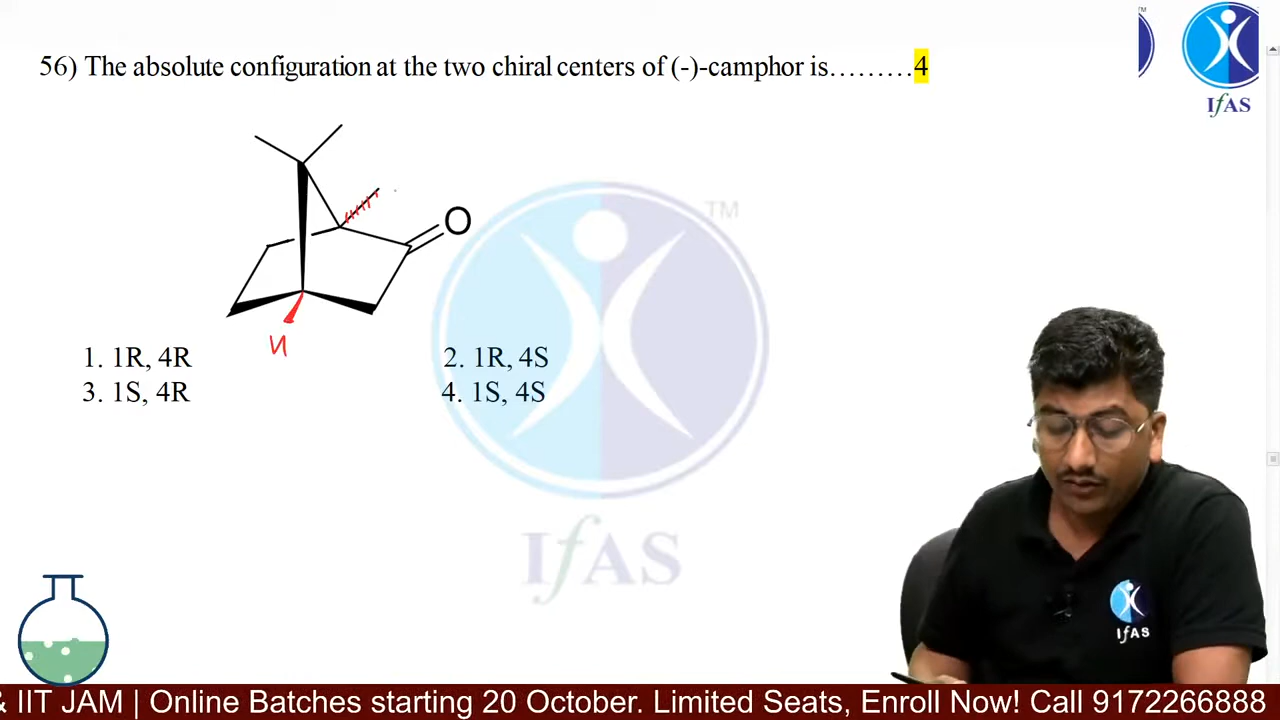 56) The absolute configuration at the two chiral centers of (-)-camphor is.........4
IfAS
TM
O
H
1. 1R, 4R
2. 1R, 4S
3. 1S, 4R
4. 1S, 4S
IfAS
IfAS
& IIT JAM | Online Batches starting 20 October. Limited Seats, Enroll Now! Call 9172266888